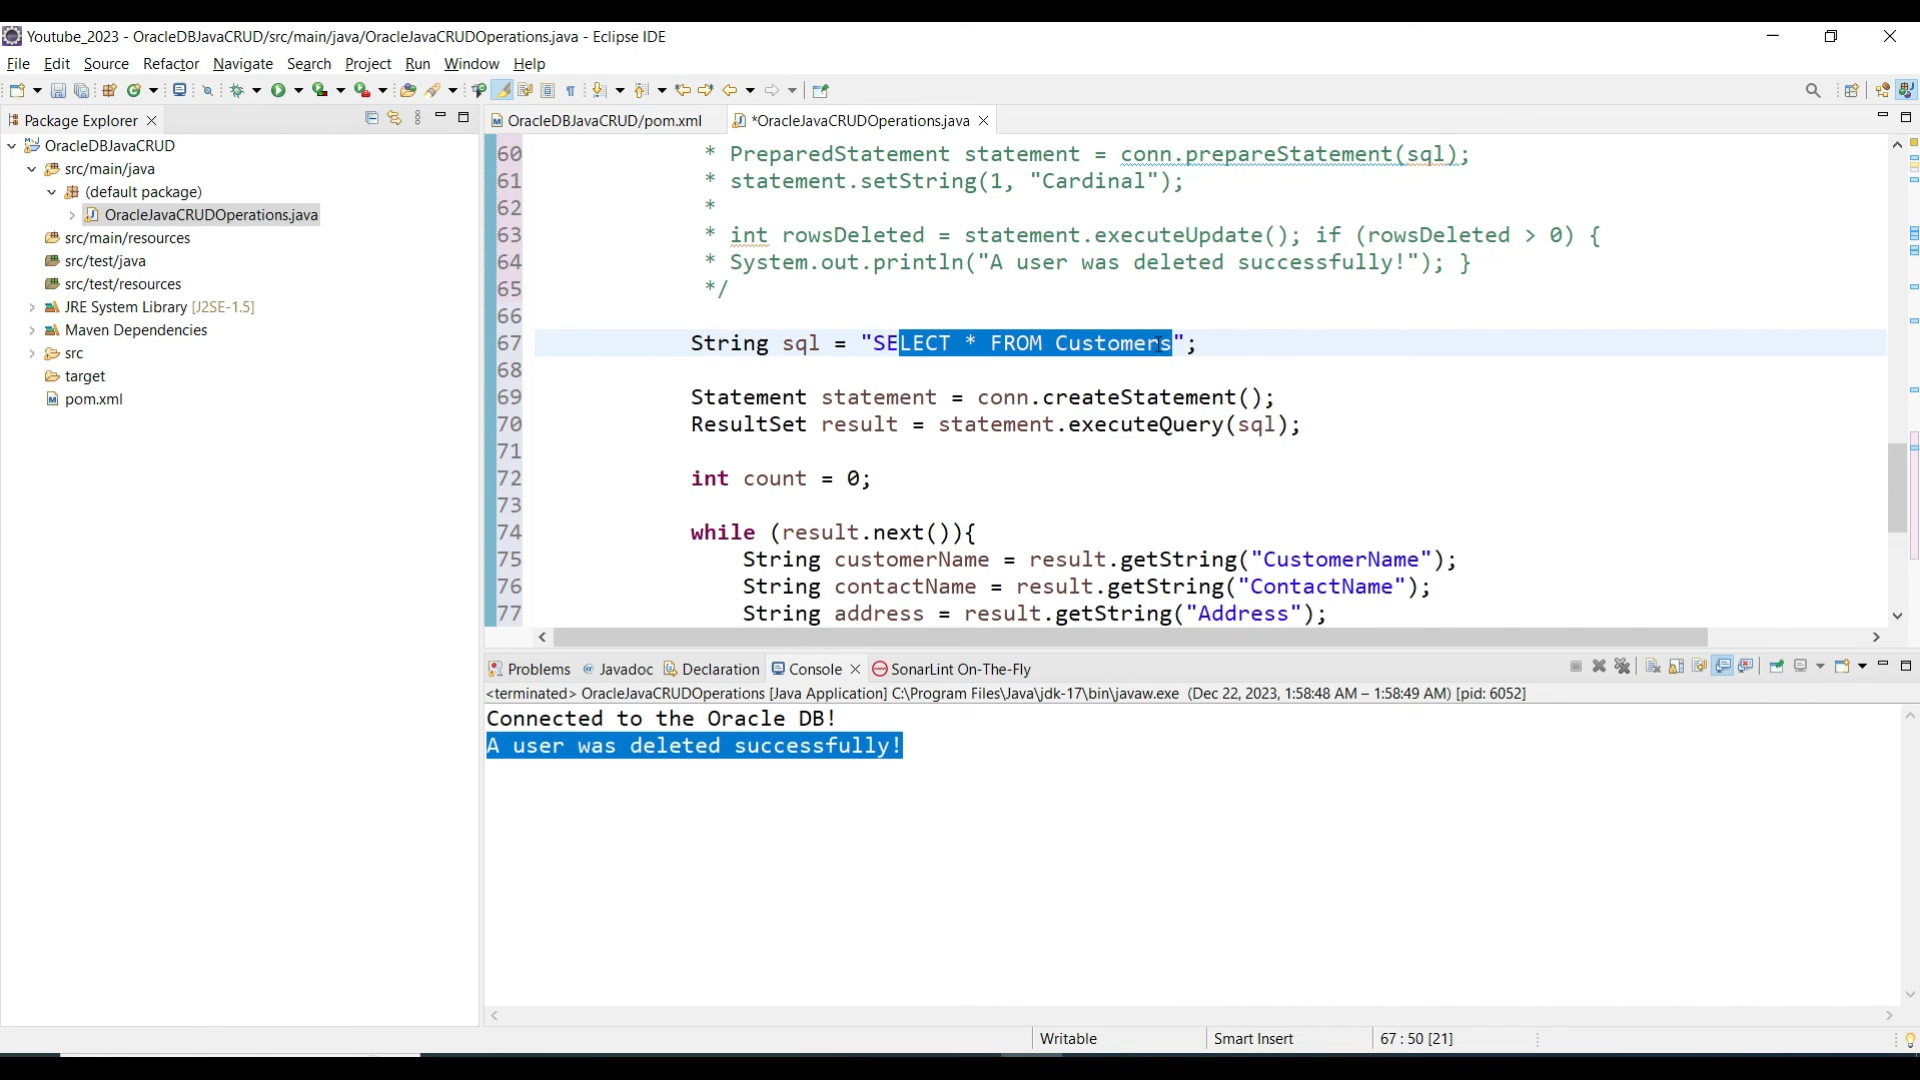 Youtube_2023 - OracleDBJavaCRUD/src/main/java/OracleJavaCRUDOperations.java - Eclipse IDE
File Edit Source Refactor Navigate Search Project Run Window Help
Package Explorer
OracleDBJavaCRUD
src/main/java
(default package)
OracleJavaCRUDOperations.java
src/main/resources
src/test/java
src/test/resources
JRE System Library [J2SE-1.5]
Maven Dependencies
src
target
pom.xml
OracleDBJavaCRUD/pom.xml *OracleJavaCRUDOperations.java
60 * PreparedStatement statement = conn.prepareStatement(sql);
61 * statement.setString(1, "Cardinal");
62 *
63 * int rowsDeleted = statement.executeUpdate(); if (rowsDeleted > 0) {
64 * System.out.println("A user was deleted successfully!"); }
65 */
66
67 String sql = "SELECT * FROM Customers";
68
69 Statement statement = conn.createStatement();
70 ResultSet result = statement.executeQuery(sql);
71
72 int count = 0;
73
74 while (result.next()){
75 String customerName = result.getString("CustomerName");
76 String contactName = result.getString("ContactName");
77 String address = result.getString("Address");
Problems Javadoc Declaration Console SonarLint On-The-Fly
<terminated> OracleJavaCRUDOperations [Java Application] C:\Program Files\Java\jdk-17\bin\javaw.exe (Dec 22, 2023, 1:58:48 AM – 1:58:49 AM) [pid: 6052]
Connected to the Oracle DB!
A user was deleted successfully!
Writable Smart Insert 67 : 50 [21]